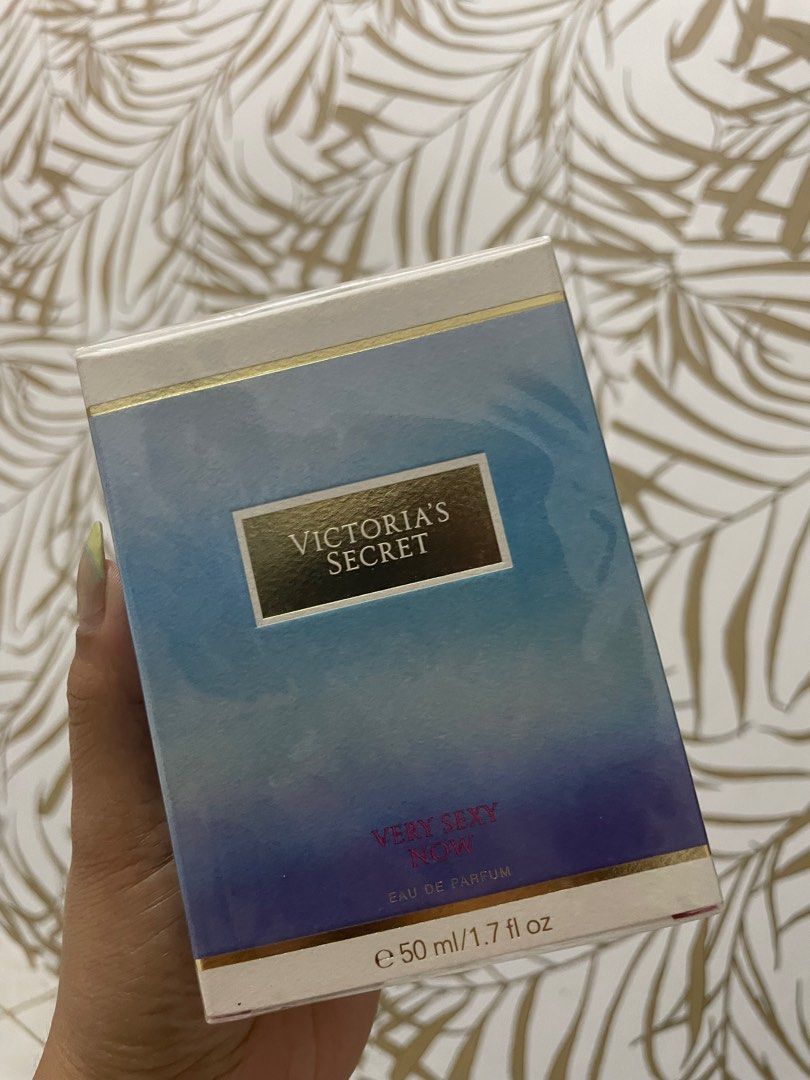 VICTORIA'S
SECRET
VERY SEXY
NOW
EAU DE PARFUM
℮ 50 ml/1.7 fl oz